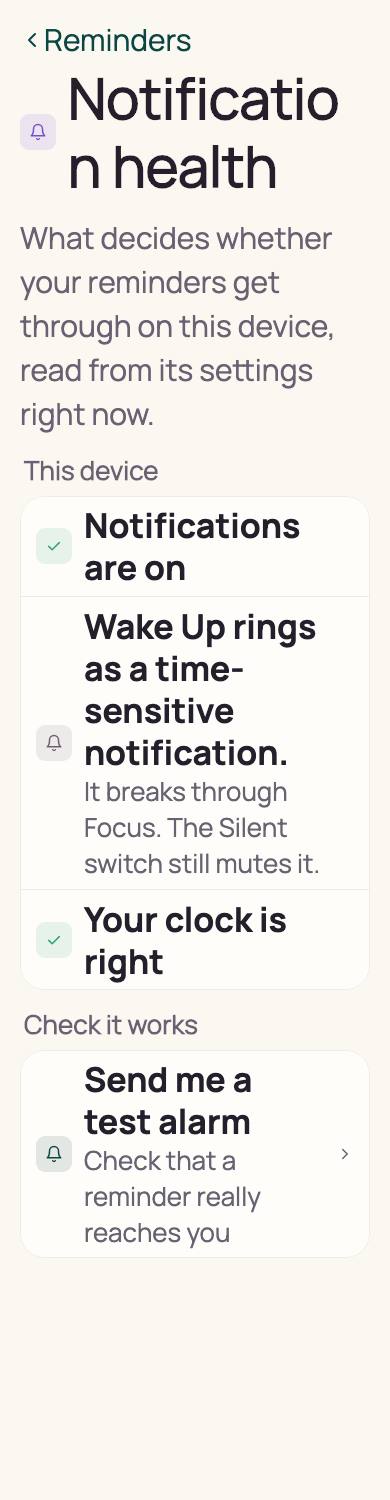 Reminders
Notificatio
n health
What decides whether
your reminders get
through on this device,
read from its settings
right now.
This device
Notifications
are on
Wake Up rings
as a time-
sensitive
notification.
It breaks through
Focus. The Silent
switch still mutes it.
Your clock is
right
Check it works
Send me a
test alarm
Check that a
reminder really
reaches you